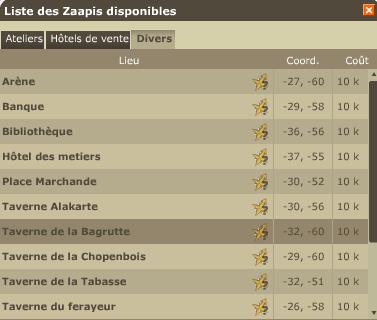 Liste des Zaapis disponibles
Ateliers Hôtels de vente Divers
Lieu Coord. Coût
Arène -27, -60 10 k
Banque -29, -58 10 k
Bibliothèque -36, -56 10 k
Hôtel des metiers -37, -55 10 k
Place Marchande -30, -52 10 k
Taverne Alakarte -30, -56 10 k
Taverne de la Bagrutte -32, -60 10 k
Taverne de la Chopenbois -29, -60 10 k
Taverne de la Tabasse -32, -51 10 k
Taverne du ferayeur -26, -58 10 k